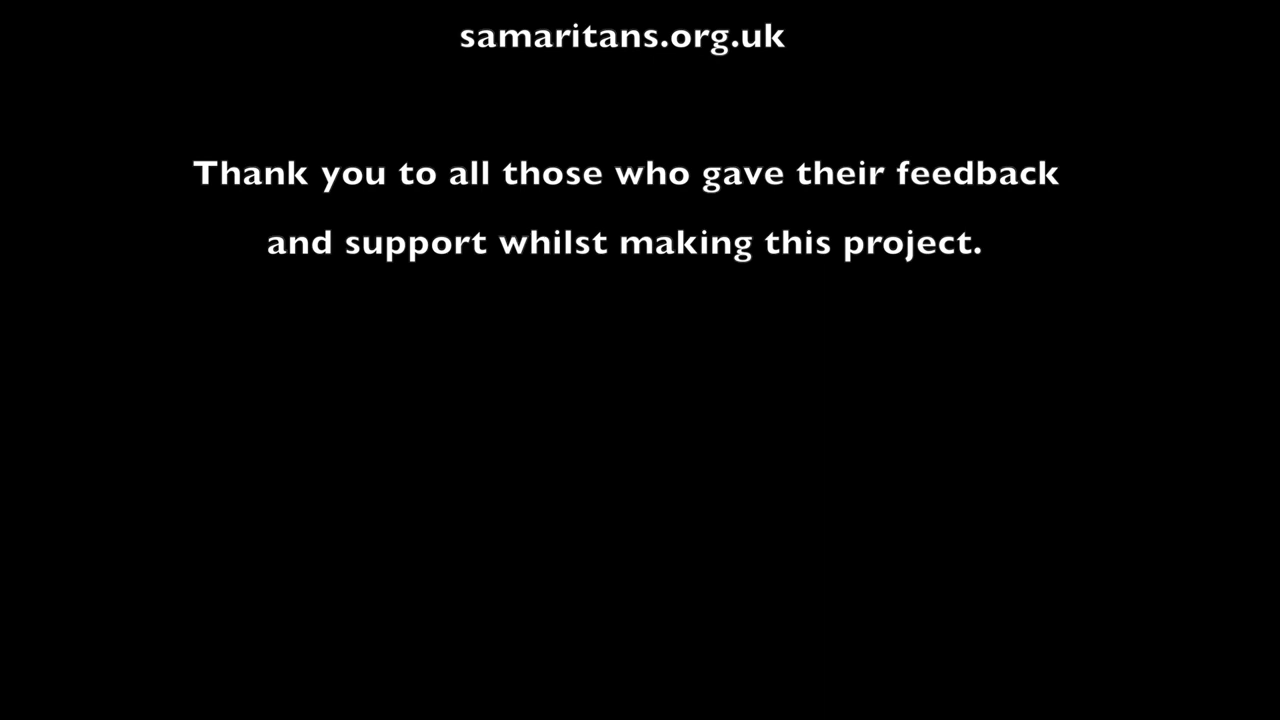 samaritans.org.uk
Thank you to all those who gave their feedback
and support whilst making this project.